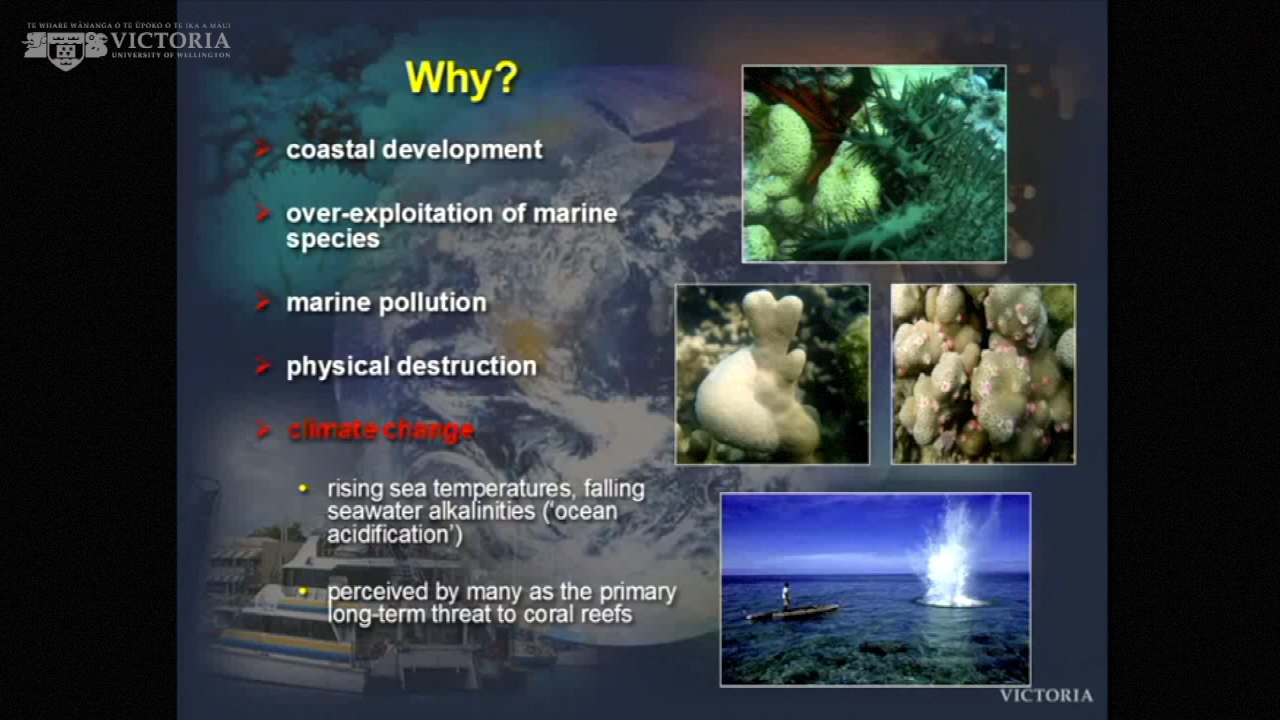 TE WHARE WĀNANGA O TE ŪPOKO O TE IKA A MĀUI
VICTORIA
UNIVERSITY OF WELLINGTON
Why?
coastal development
over-exploitation of marine
species
marine pollution
physical destruction
climate change
rising sea temperatures, falling
seawater alkalinities (‘ocean
acidification’)
perceived by many as the primary
long-term threat to coral reefs
VICTORIA